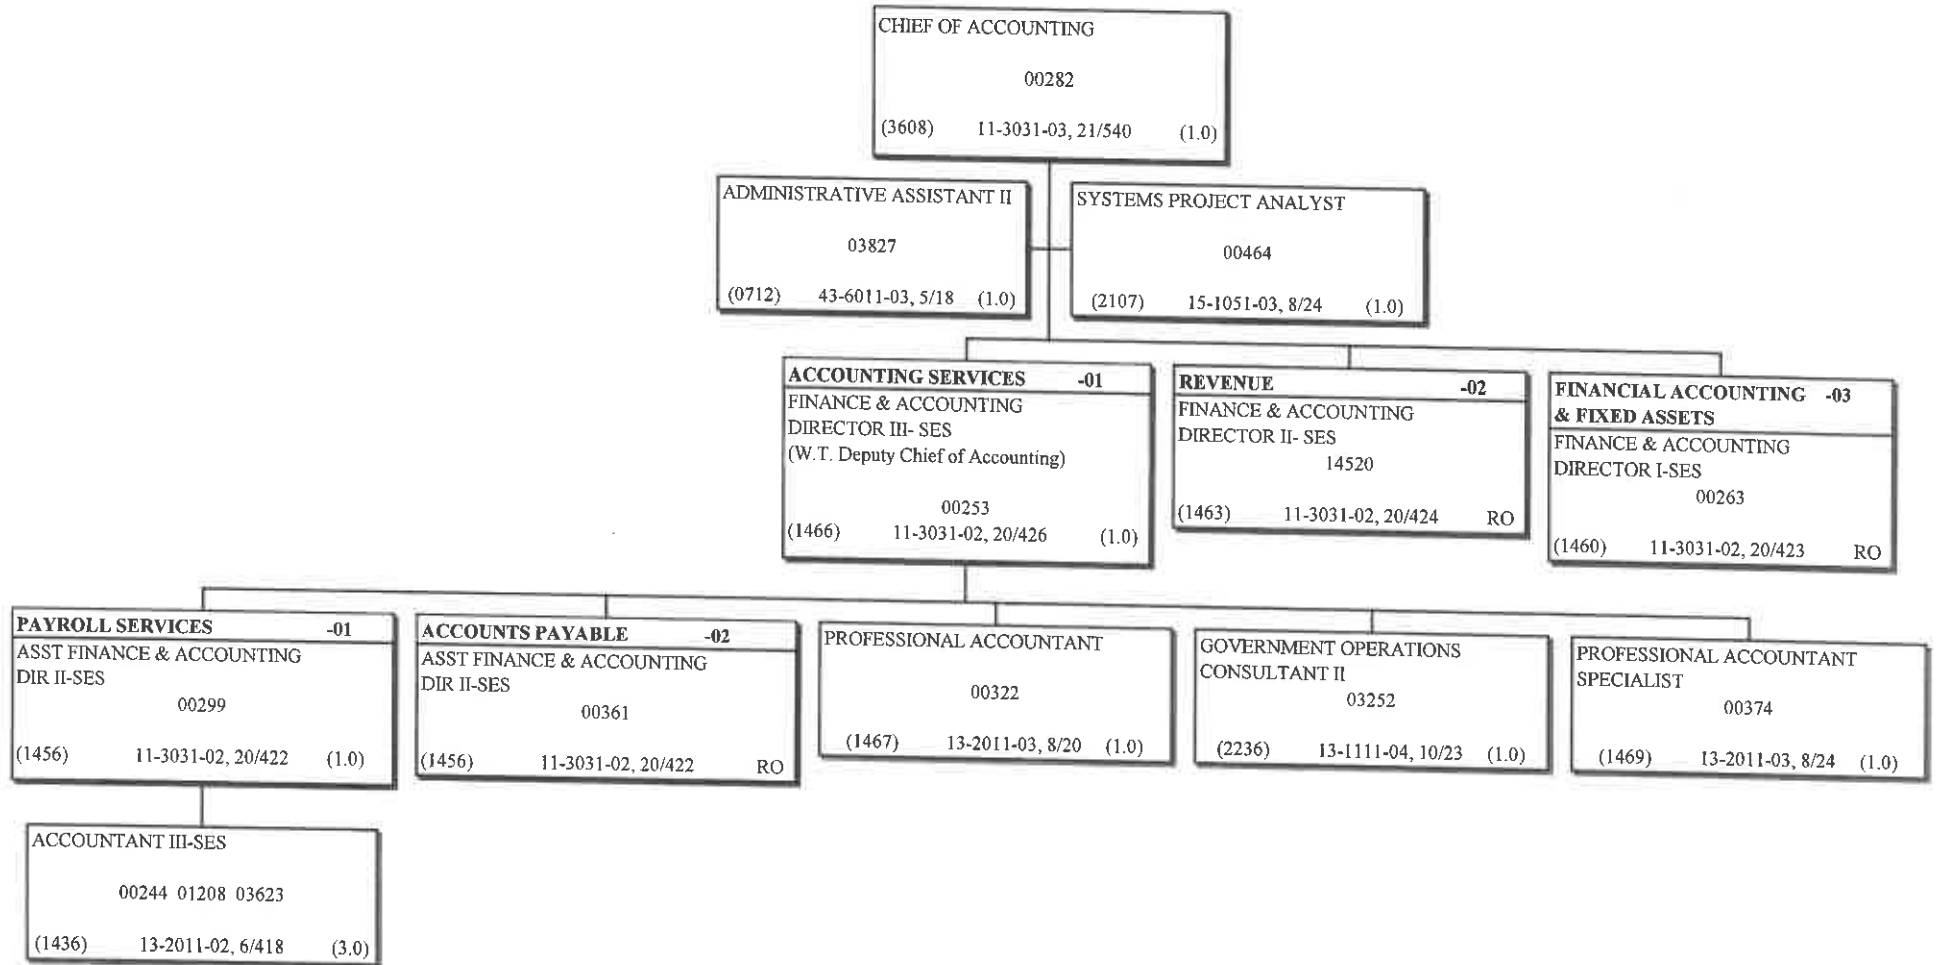 CHIEF OF ACCOUNTING
00282
(3608) 11-3031-03, 21/540 (1.0)
ADMINISTRATIVE ASSISTANT II
03827
(0712) 43-6011-03, 5/18 (1.0)
SYSTEMS PROJECT ANALYST
00464
(2107) 15-1051-03, 8/24 (1.0)
ACCOUNTING SERVICES -01
FINANCE & ACCOUNTING
DIRECTOR III- SES
(W.T. Deputy Chief of Accounting)
00253
(1466) 11-3031-02, 20/426 (1.0)
REVENUE -02
FINANCE & ACCOUNTING
DIRECTOR II- SES
14520
(1463) 11-3031-02, 20/424 RO
FINANCIAL ACCOUNTING -03
& FIXED ASSETS
FINANCE & ACCOUNTING
DIRECTOR I-SES
00263
(1460) 11-3031-02, 20/423 RO
PAYROLL SERVICES -01
ASST FINANCE & ACCOUNTING
DIR II-SES
00299
(1456) 11-3031-02, 20/422 (1.0)
ACCOUNTS PAYABLE -02
ASST FINANCE & ACCOUNTING
DIR II-SES
00361
(1456) 11-3031-02, 20/422 RO
PROFESSIONAL ACCOUNTANT
00322
(1467) 13-2011-03, 8/20 (1.0)
GOVERNMENT OPERATIONS
CONSULTANT II
03252
(2236) 13-1111-04, 10/23 (1.0)
PROFESSIONAL ACCOUNTANT
SPECIALIST
00374
(1469) 13-2011-03, 8/24 (1.0)
ACCOUNTANT III-SES
00244 01208 03623
(1436) 13-2011-02, 6/418 (3.0)